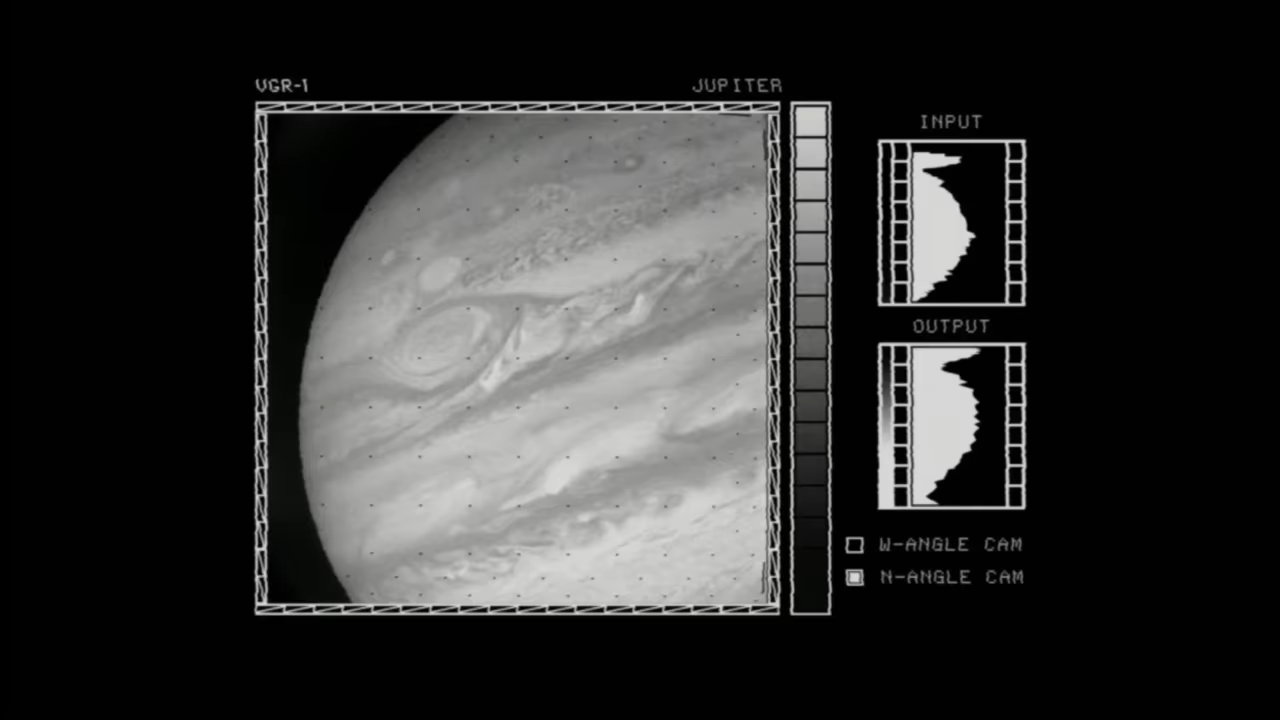 VGR-1
JUPITER
INPUT
OUTPUT
W-ANGLE CAM
N-ANGLE CAM